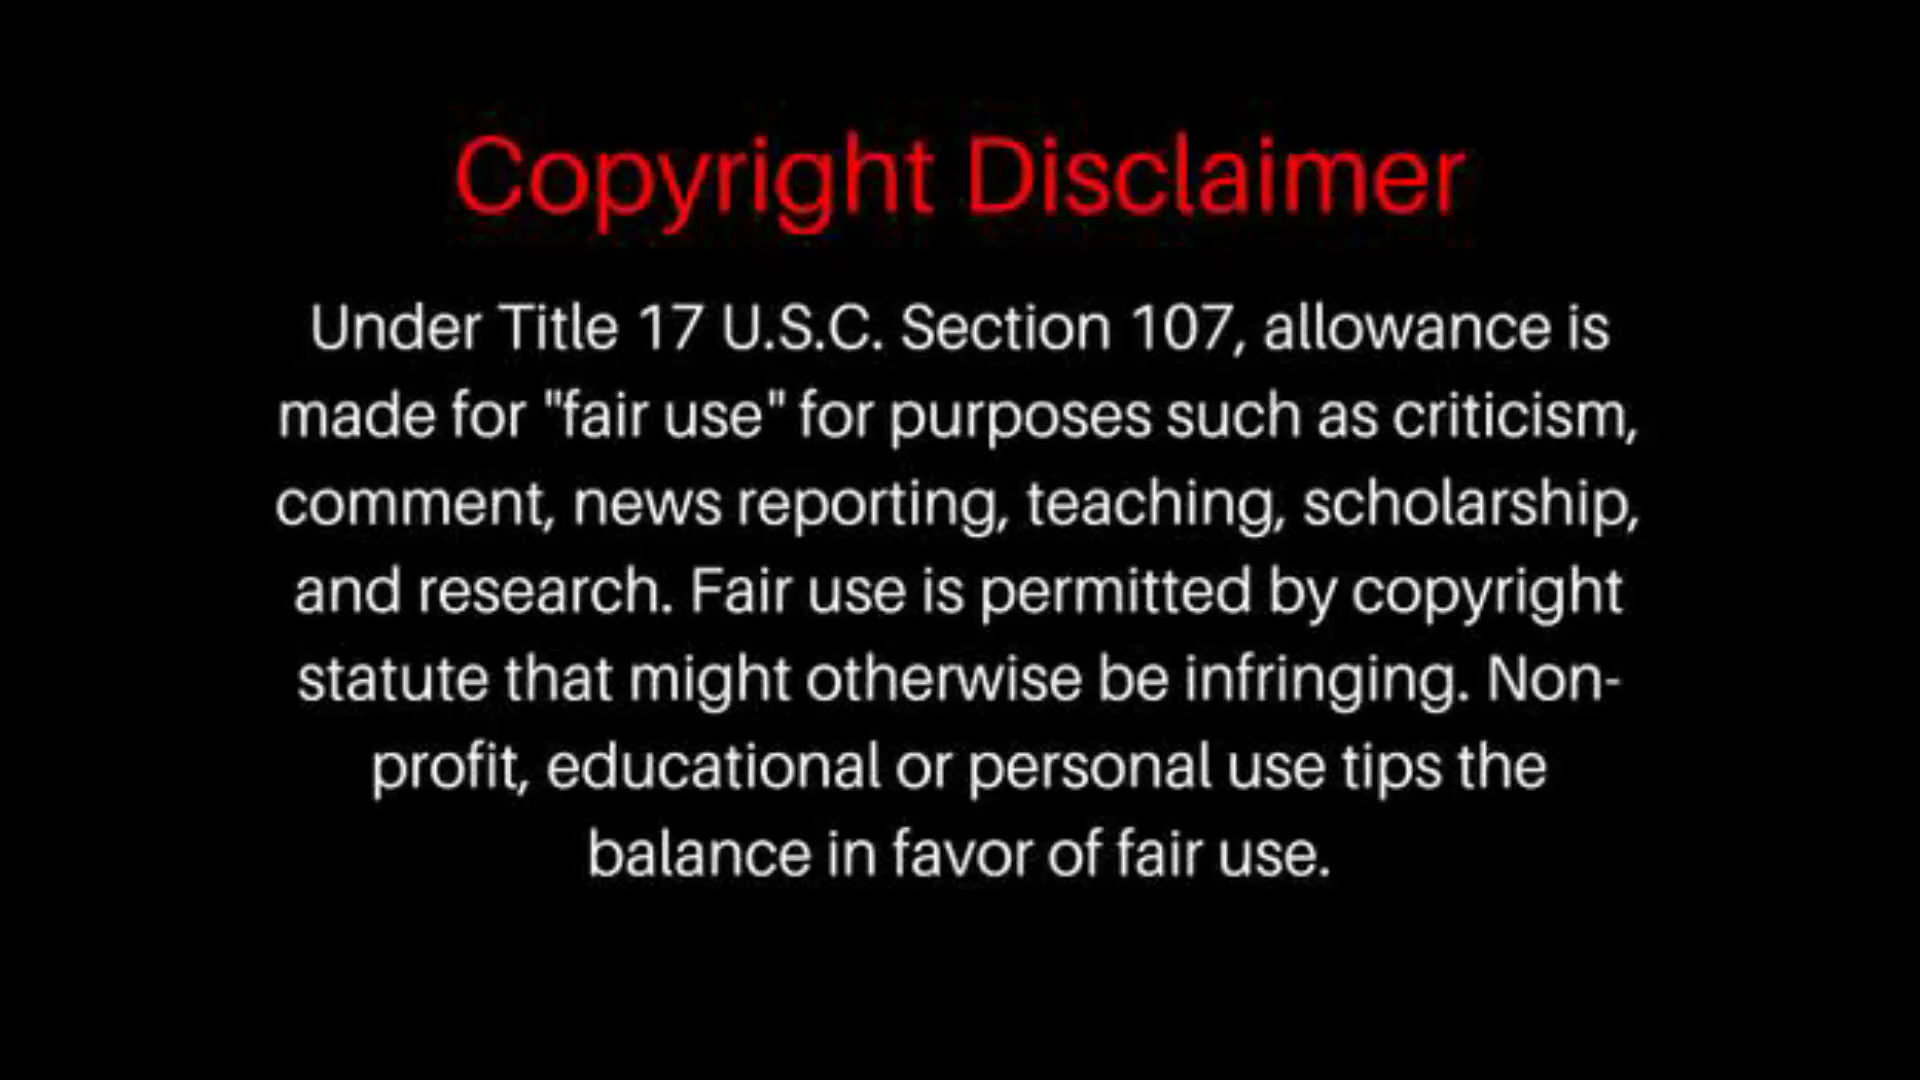 Copyright Disclaimer
Under Title 17 U.S.C. Section 107, allowance is
made for "fair use" for purposes such as criticism,
comment, news reporting, teaching, scholarship,
and research. Fair use is permitted by copyright
statute that might otherwise be infringing. Non-
profit, educational or personal use tips the
balance in favor of fair use.